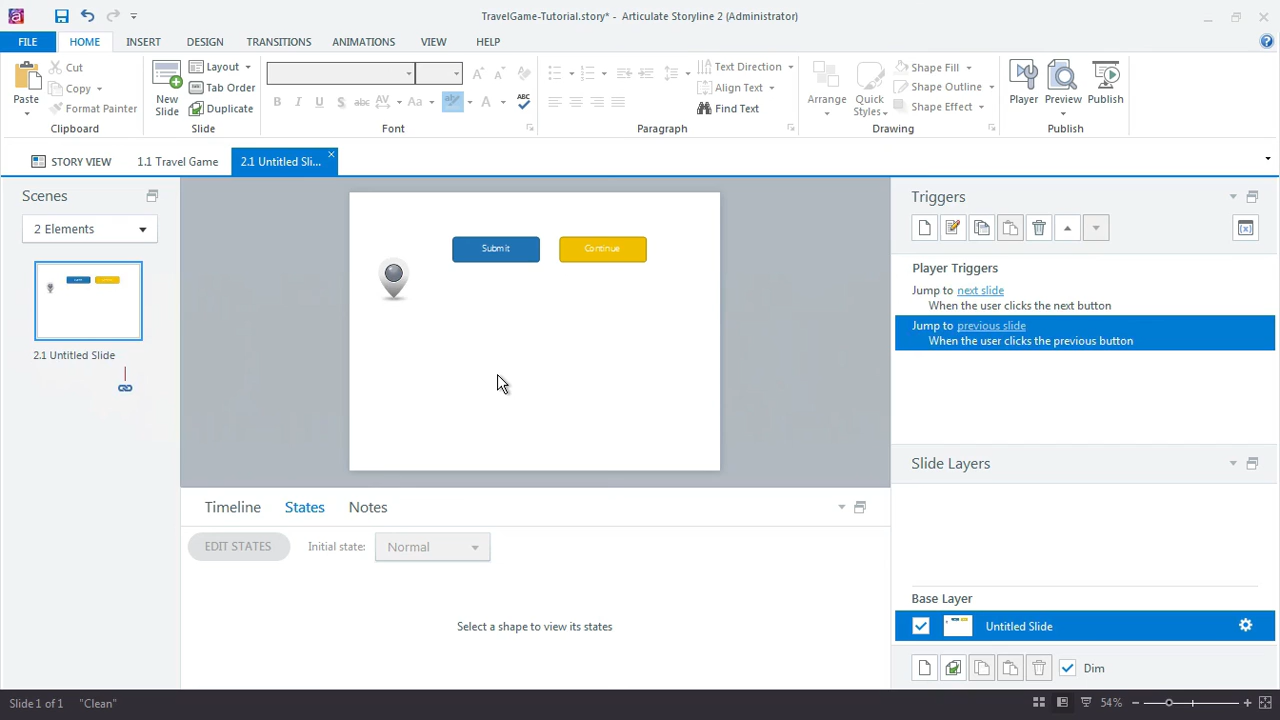 TravelGame-Tutorial.story* - Articulate Storyline 2 (Administrator)
FILE HOME INSERT DESIGN TRANSITIONS ANIMATIONS VIEW HELP
Paste
Cut
Copy
Format Painter
Clipboard
New Slide
Layout
Tab Order
Duplicate
Slide
B I U S abc AV Aa A ABC
Font
Text Direction
Align Text
Find Text
Paragraph
Arrange
Quick Styles
Shape Fill
Shape Outline
Shape Effect
Drawing
Player
Preview
Publish
Publish
STORY VIEW 1.1 Travel Game 2.1 Untitled Sli...
Scenes
2 Elements
2.1 Untitled Slide
Submit Continue
Triggers
Player Triggers
Jump to next slide
When the user clicks the next button
Jump to previous slide
When the user clicks the previous button
Slide Layers
Base Layer
Untitled Slide
Dim
Timeline States Notes
EDIT STATES Initial state: Normal
Select a shape to view its states
Slide 1 of 1 "Clean" 54%